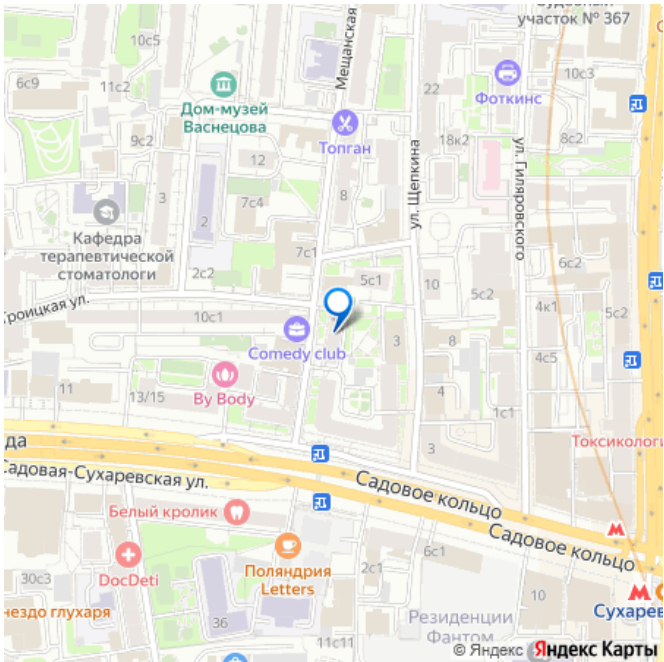 участок № 367
10с5
6с9
11с2
Мещанская
22
Фоткинс
10с3
Дом-музей
Васнецова
9с2
Топган
18к2
8с2
12
ул. Щепкина
ул. Гиляровского
3
7с4
8
2
Кафедра
терапевтической
стоматологи
7с1
6с2
2с2
5с1
10
5с2
Троицкая ул.
10с1
4к1
5с2
Comedy club
3
8
4с5
By Body
4
11
13/15
1с1
3
Токсикологи
да
Садовая-Сухаревская ул.
Садовое кольцо
Белый кролик
Садовое кольцо
6с1
DocDeti
Поляндрия
Letters
2с1
30с3
10
Сухарев
нездо глухаря
Резиденции
Фантом
36
11с11
© Яндекс Яндекс Карты